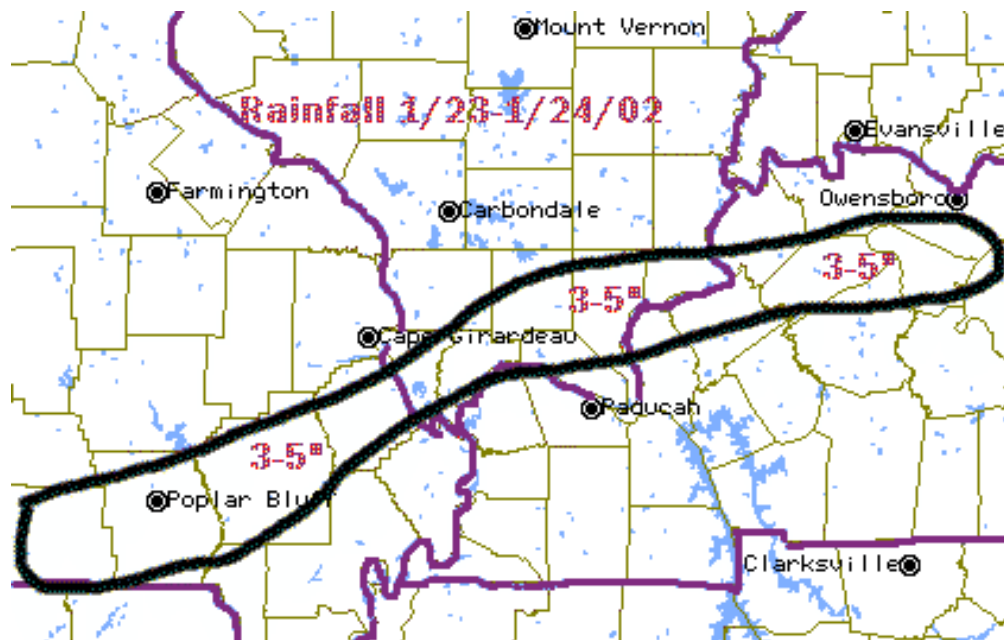 Mount Vernon
Rainfall 1/23-1/24/02
Evansville
Farmington
Owensboro
Carbondale
3-5"
3-5"
Cape Girardeau
Paducah
3-5"
Poplar Bluff
Clarksville